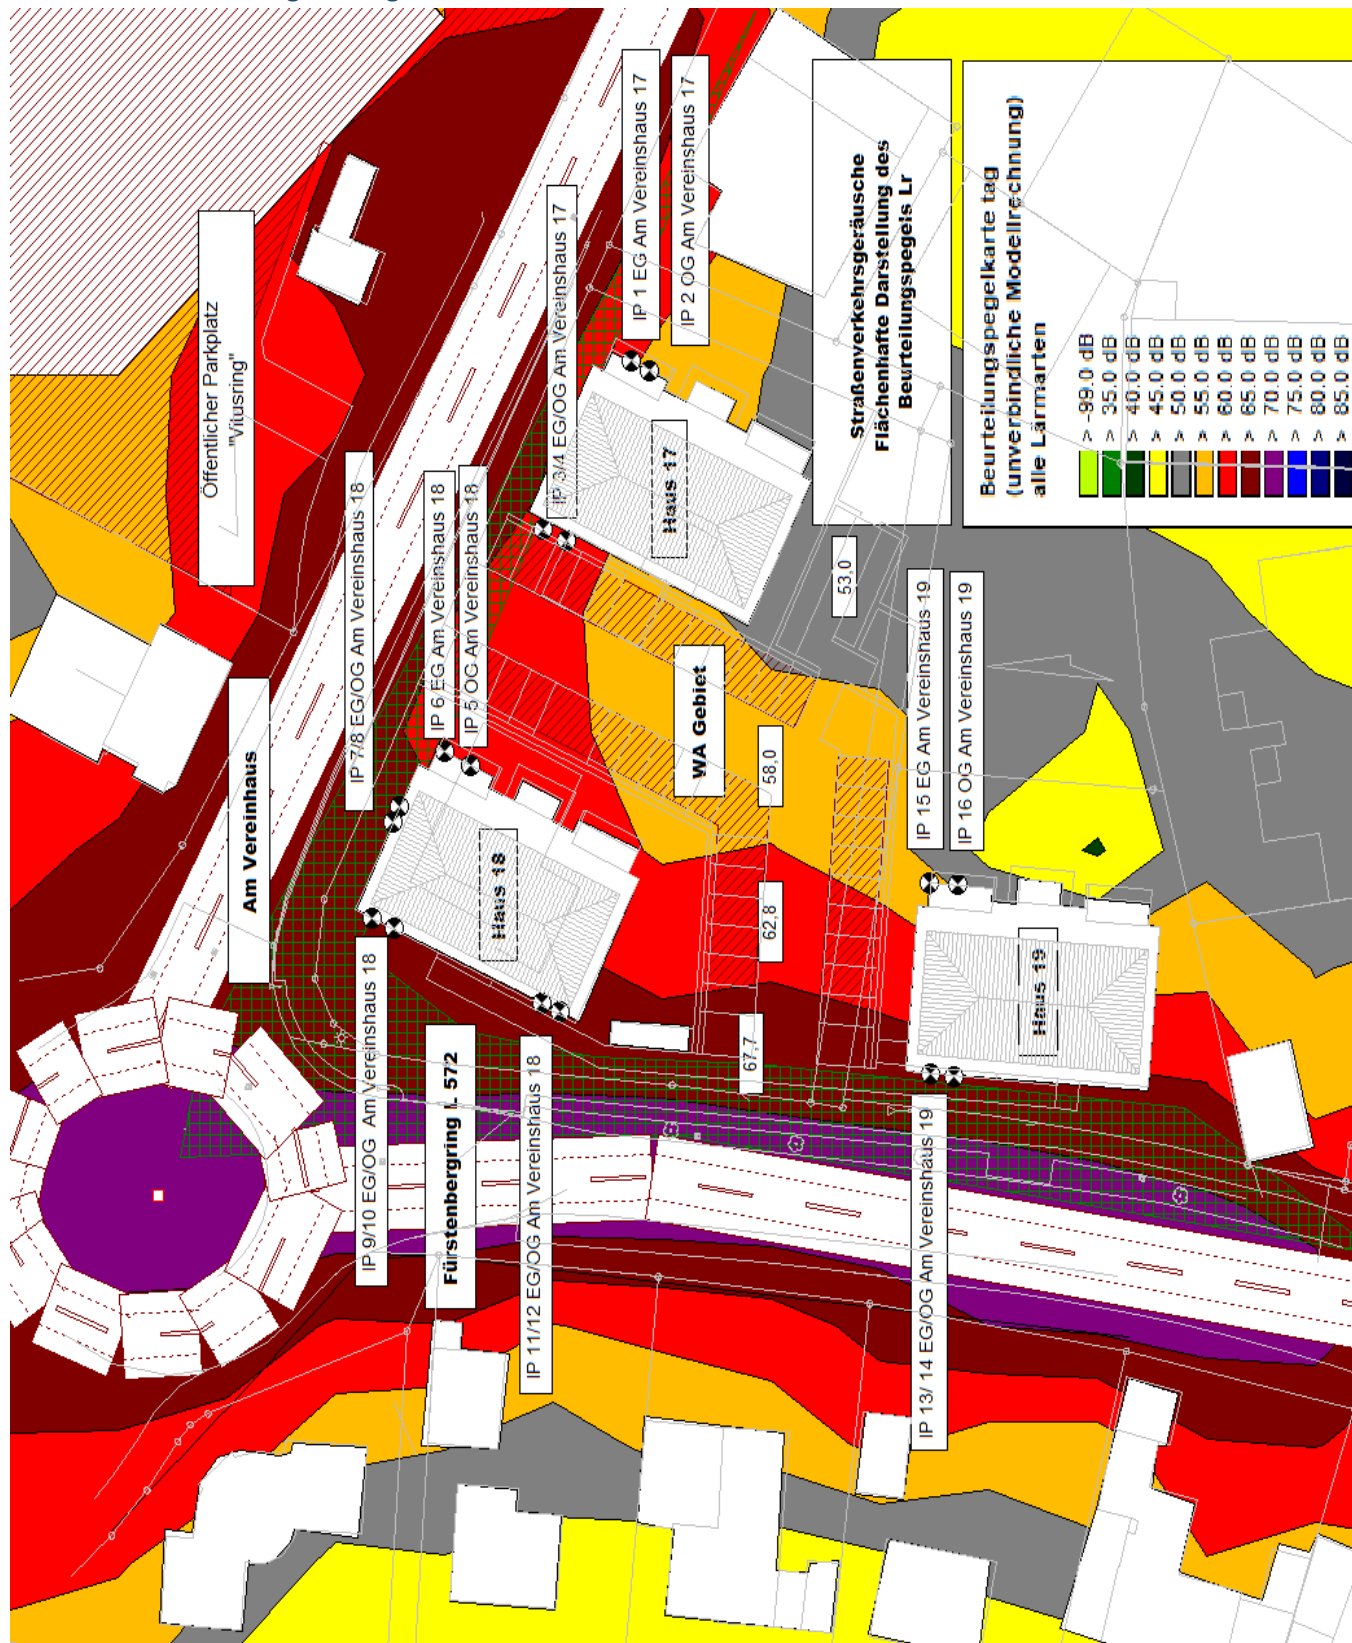 Öffentlicher Parkplatz
"Vitusring"
Am Vereinhaus
IP 7/8 EG/OG Am Vereinshaus 18
IP 6 EG Am Vereinshaus 18
IP 5 OG Am Vereinshaus 18
IP 3/4 EG/OG Am Vereinshaus 17
IP 1 EG Am Vereinshaus 17
IP 2 OG Am Vereinshaus 17
Haus 17
Haus 18
WA Gebiet
53,0
58,0
62,8
67,7
IP 9/10 EG/OG Am Vereinshaus 18
Fürstenbergring L 572
IP 11/12 EG/OG Am Vereinshaus 18
IP 15 EG Am Vereinshaus 19
IP 16 OG Am Vereinshaus 19
Haus 19
IP 13/ 14 EG/OG Am Vereinshaus 19
Straßenverkehrsgeräusche
Flächenhafte Darstellung des
Beurteilungspegels Lr
Beurteilungspegelkarte tag
(unverbindliche Modellrechnung)
alle Lärmarten
> -99.0 dB
> 35.0 dB
> 40.0 dB
> 45.0 dB
> 50.0 dB
> 55.0 dB
> 60.0 dB
> 65.0 dB
> 70.0 dB
> 75.0 dB
> 80.0 dB
> 85.0 dB